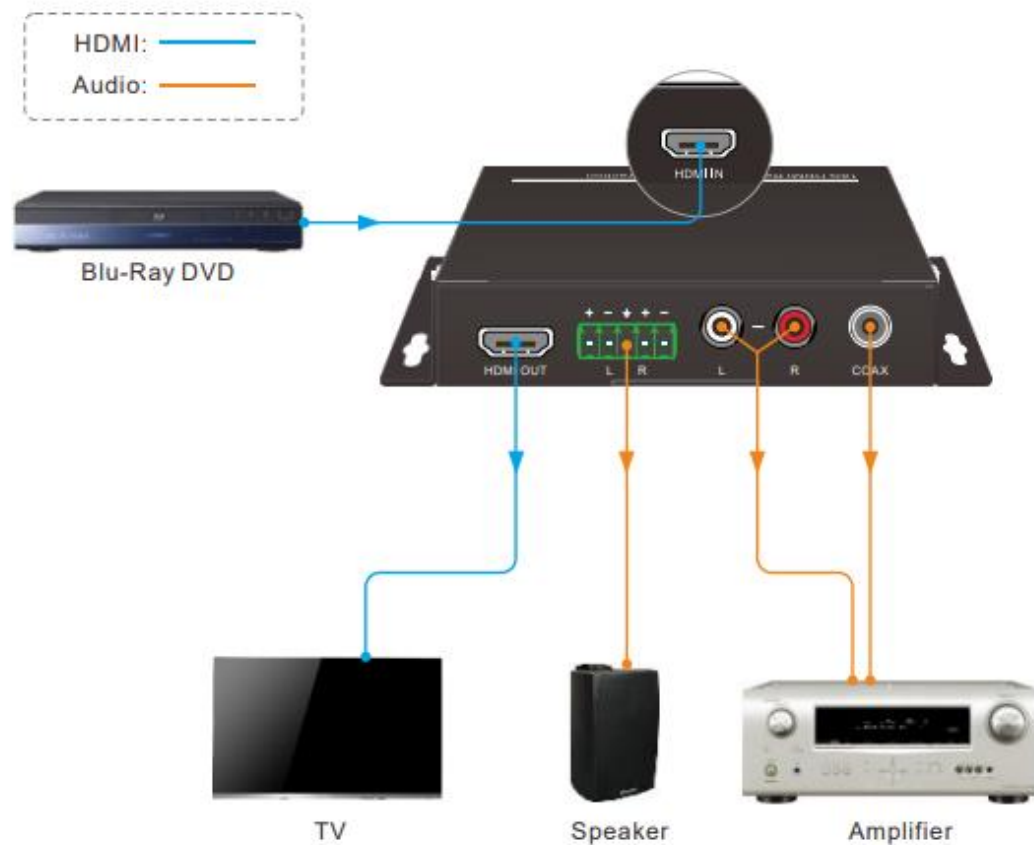 HDMI:
Audio:
HDMI IN
Blu-Ray DVD
+ - + -
HDMI OUT
L R
L - R
COAX
TV
Speaker
Amplifier